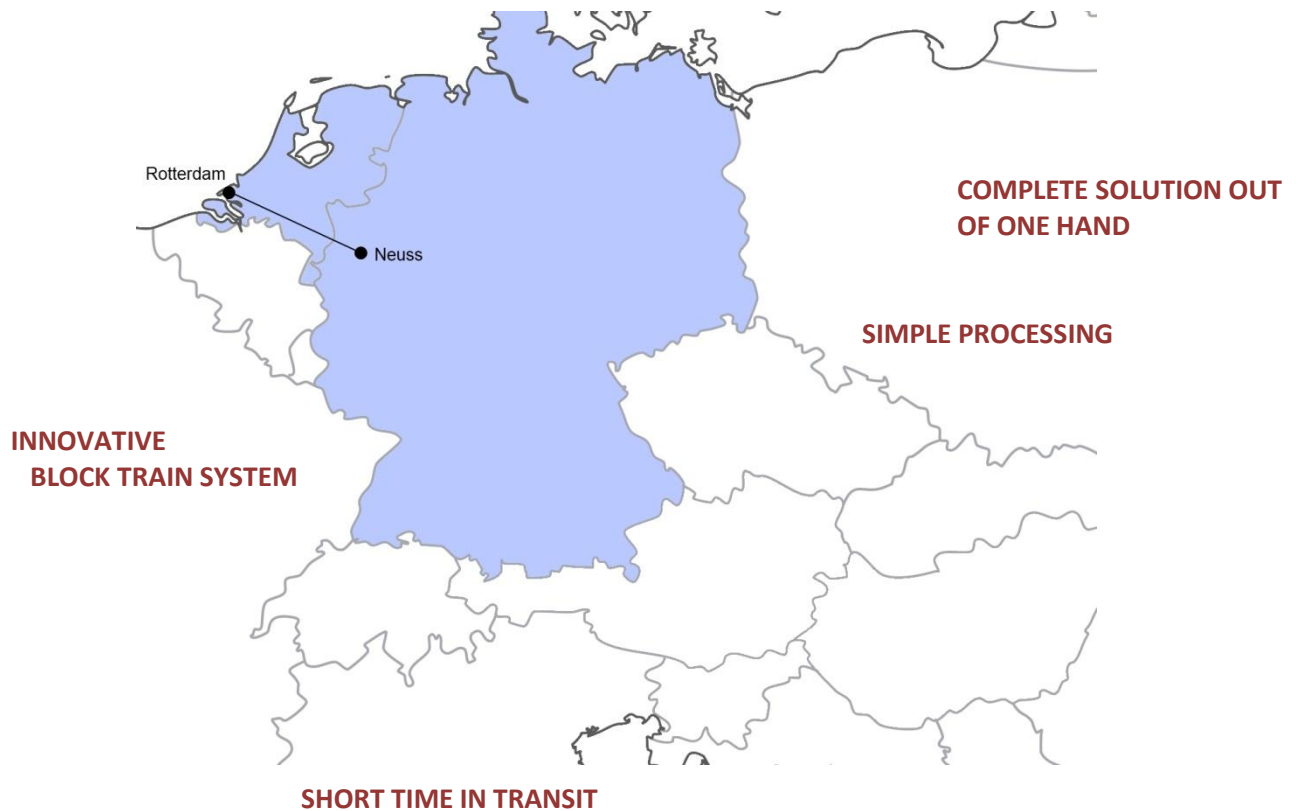 Rotterdam
COMPLETE SOLUTION OUT
OF ONE HAND
Neuss
SIMPLE PROCESSING
INNOVATIVE
BLOCK TRAIN SYSTEM
SHORT TIME IN TRANSIT